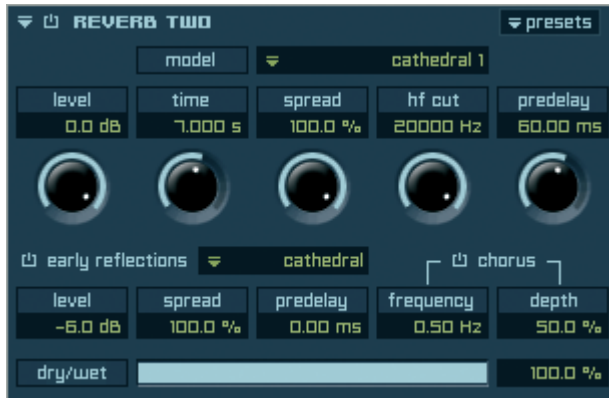 REVERB TWO presets
model cathedral 1
level time spread hf cut predelay
0.0 dB 7.000 s 100.0 % 20000 Hz 60.00 ms
early reflections cathedral chorus
level spread predelay frequency depth
-6.0 dB 100.0 % 0.00 ms 0.50 Hz 50.0 %
dry/wet 100.0 %